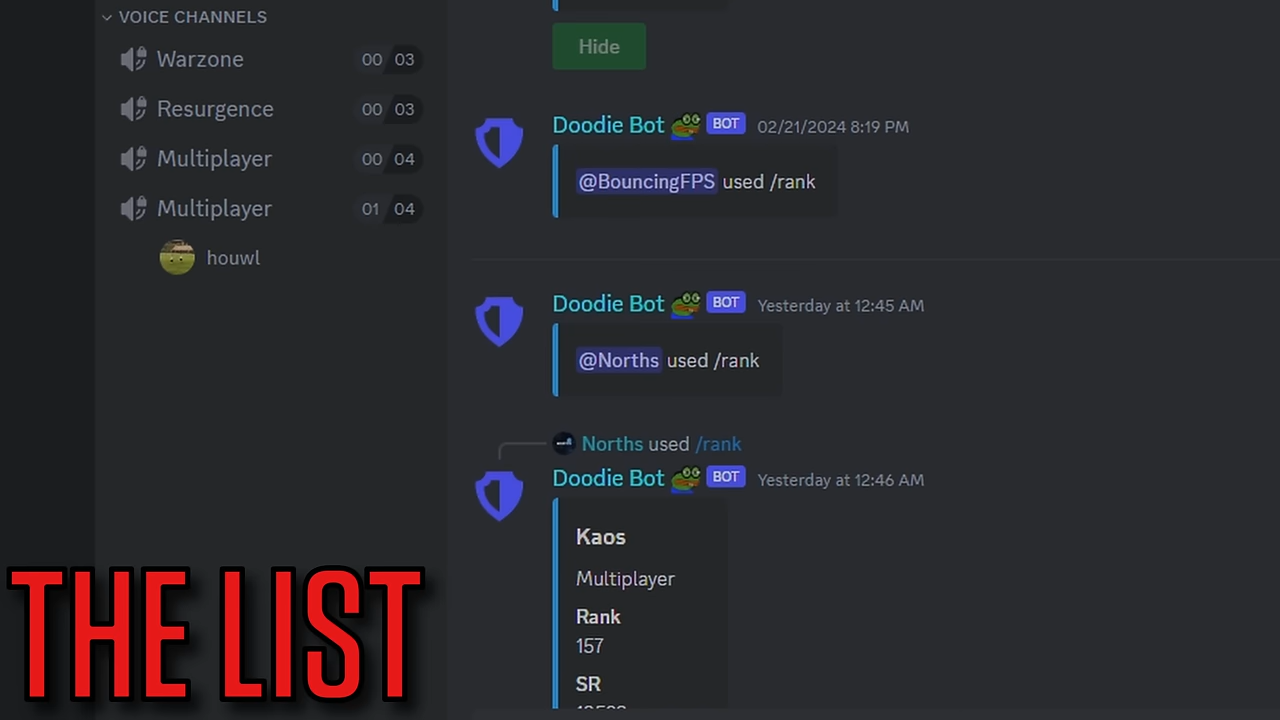 VOICE CHANNELS
Warzone 00 03
Resurgence 00 03
Multiplayer 00 04
Multiplayer 01 04
houwl
Hide
Doodie Bot BOT 02/21/2024 8:19 PM
@BouncingFPS used /rank
Doodie Bot BOT Yesterday at 12:45 AM
@Norths used /rank
Norths used /rank
Doodie Bot BOT Yesterday at 12:46 AM
Kaos
Multiplayer
Rank
157
SR
THE LIST